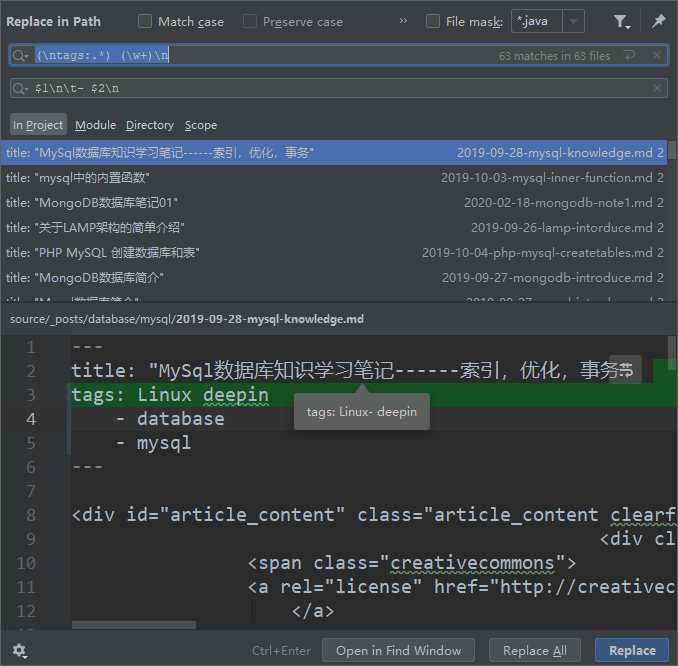 Replace in Path Match case Preserve case » File mask: *.java
(\ntags:.*) (\w+)\n 63 matches in 63 files
$1\n\t- $2\n
In Project Module Directory Scope
title: "MySql数据库知识学习笔记------索引，优化，事务" 2019-09-28-mysql-knowledge.md 2
title: "mysql中的内置函数" 2019-10-03-mysql-inner-function.md 2
title: "MongoDB数据库笔记01" 2020-02-18-mongodb-note1.md 2
title: "关于LAMP架构的简单介绍" 2019-09-26-lamp-intorduce.md 2
title: "PHP MySQL 创建数据库和表" 2019-10-04-php-mysql-createtables.md 2
title: "MongoDB数据库简介" 2019-09-27-mongodb-introduce.md 2
source/_posts/database/mysql/2019-09-28-mysql-knowledge.md
1 ---
2 title: "MySql数据库知识学习笔记------索引，优化，事务
3 tags: Linux deepin
tags: Linux- deepin
4 - database
5 - mysql
6 ---
7
8 <div id="article_content" class="article_content clearf
9 <div cl
10 <span class="creativecommons">
11 <a rel="license" href="http://creativec
12 </a>
Ctrl+Enter Open in Find Window Replace All Replace